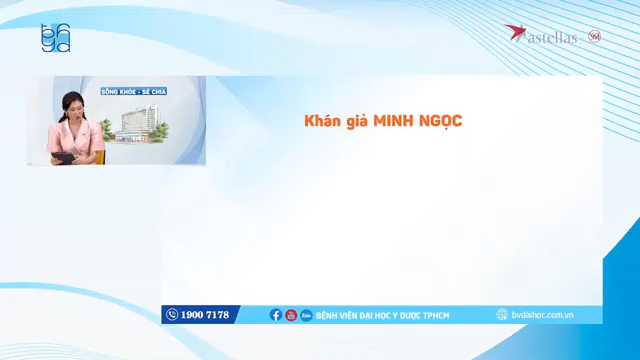 astellas
SỐNG KHỎE - SẺ CHIA
Khán giả MINH NGỌC
1900 7178
BỆNH VIỆN ĐẠI HỌC Y DƯỢC TPHCM
bvdaihoc.com.vn